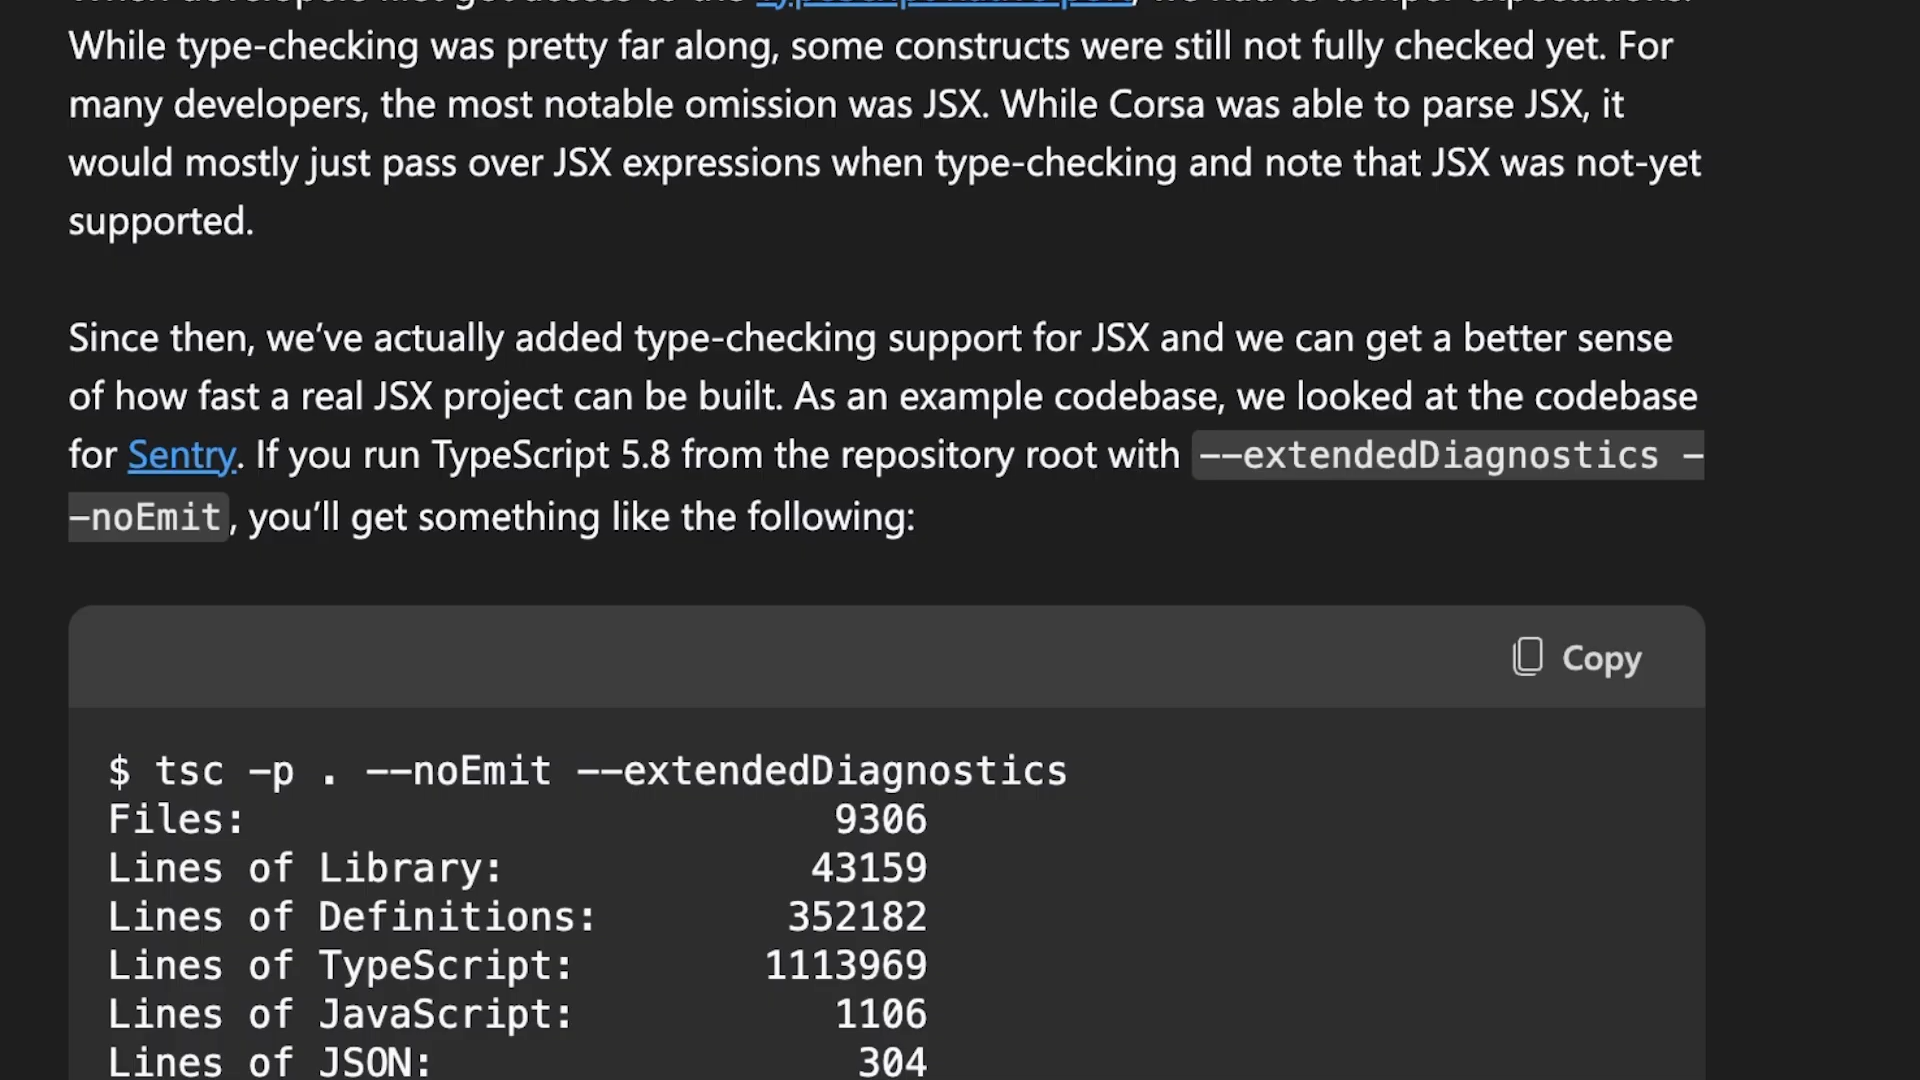 While type-checking was pretty far along, some constructs were still not fully checked yet. For
many developers, the most notable omission was JSX. While Corsa was able to parse JSX, it
would mostly just pass over JSX expressions when type-checking and note that JSX was not-yet
supported.
Since then, we’ve actually added type-checking support for JSX and we can get a better sense
of how fast a real JSX project can be built. As an example codebase, we looked at the codebase
for Sentry. If you run TypeScript 5.8 from the repository root with --extendedDiagnostics -
-noEmit, you’ll get something like the following:
Copy
$ tsc -p . --noEmit --extendedDiagnostics
Files: 9306
Lines of Library: 43159
Lines of Definitions: 352182
Lines of TypeScript: 1113969
Lines of JavaScript: 1106
Lines of JSON: 304